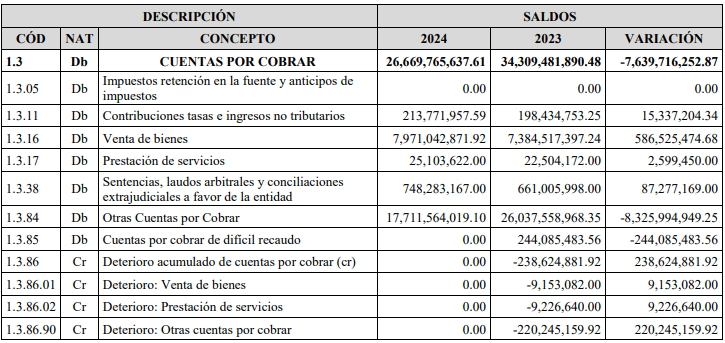 DESCRIPCIÓN SALDOS
CÓD NAT CONCEPTO 2024 2023 VARIACIÓN
1.3 Db CUENTAS POR COBRAR 26,669,765,637.61 34,309,481,890.48 -7,639,716,252.87
1.3.05 Db Impuestos retención en la fuente y anticipos de impuestos 0.00 0.00 0.00
1.3.11 Db Contribuciones tasas e ingresos no tributarios 213,771,957.59 198,434,753.25 15,337,204.34
1.3.16 Db Venta de bienes 7,971,042,871.92 7,384,517,397.24 586,525,474.68
1.3.17 Db Prestación de servicios 25,103,622.00 22,504,172.00 2,599,450.00
1.3.38 Db Sentencias, laudos arbitrales y conciliaciones extrajudiciales a favor de la entidad 748,283,167.00 661,005,998.00 87,277,169.00
1.3.84 Db Otras Cuentas por Cobrar 17,711,564,019.10 26,037,558,968.35 -8,325,994,949.25
1.3.85 Db Cuentas por cobrar de difícil recaudo 0.00 244,085,483.56 -244,085,483.56
1.3.86 Cr Deterioro acumulado de cuentas por cobrar (cr) 0.00 -238,624,881.92 238,624,881.92
1.3.86.01 Cr Deterioro: Venta de bienes 0.00 -9,153,082.00 9,153,082.00
1.3.86.02 Cr Deterioro: Prestación de servicios 0.00 -9,226,640.00 9,226,640.00
1.3.86.90 Cr Deterioro: Otras cuentas por cobrar 0.00 -220,245,159.92 220,245,159.92